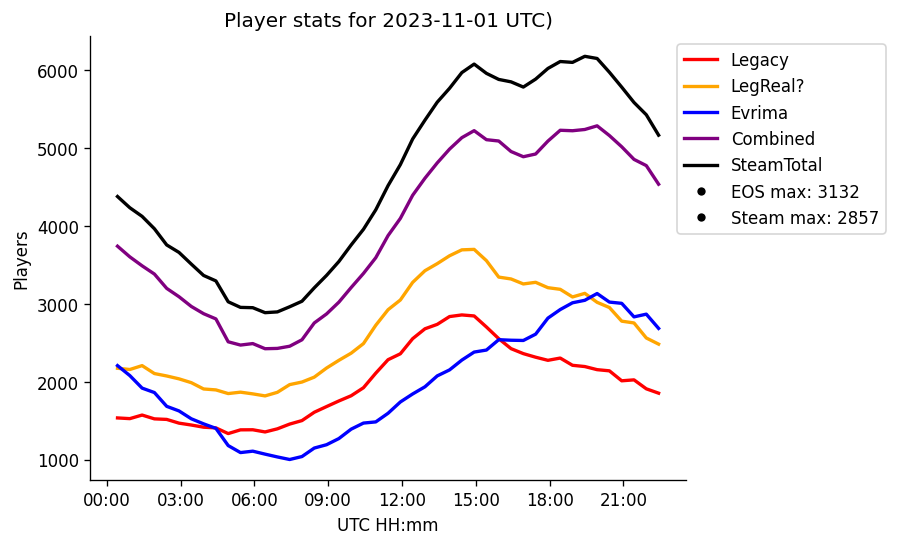 Player stats for 2023-11-01 UTC)
Legacy
LegReal?
Evrima
Combined
SteamTotal
EOS max: 3132
Steam max: 2857
Players
6000
5000
4000
3000
2000
1000
00:00 03:00 06:00 09:00 12:00 15:00 18:00 21:00
UTC HH:mm